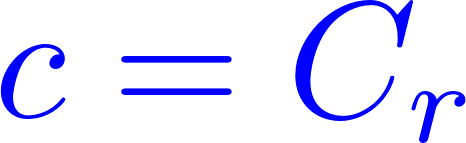 c = C_r